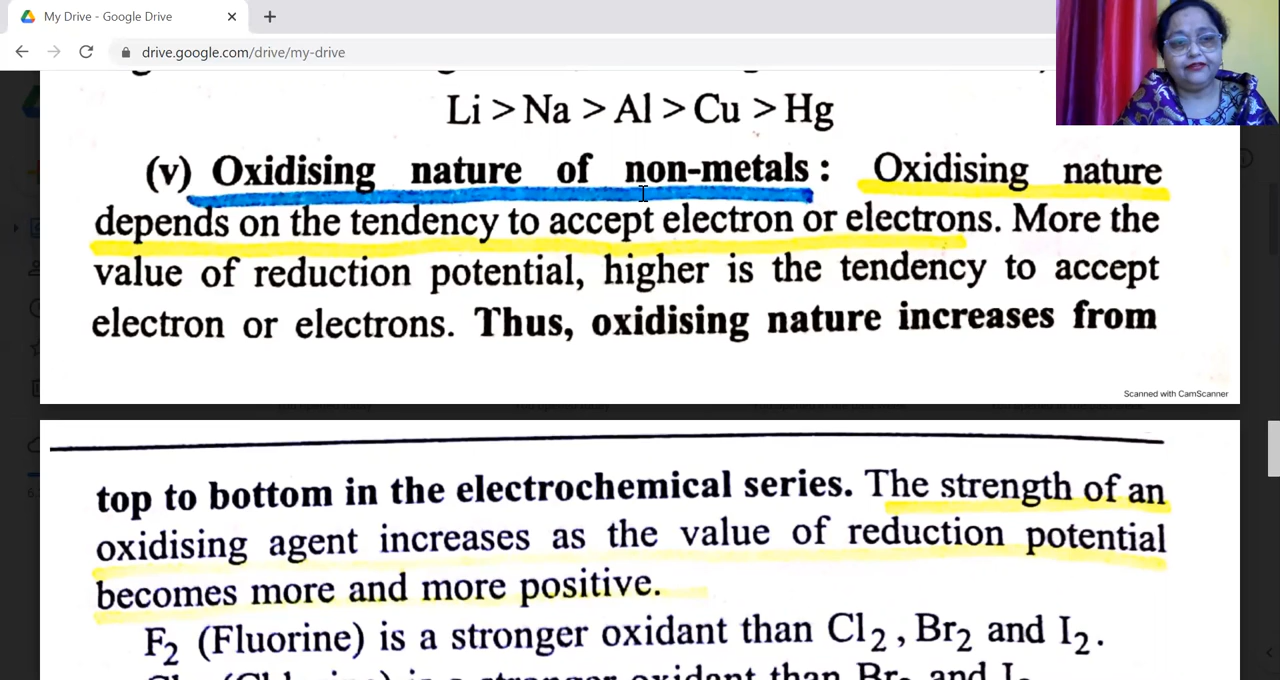 My Drive - Google Drive
drive.google.com/drive/my-drive
Li > Na > Al > Cu > Hg
(v) Oxidising nature of non-metals : Oxidising nature
depends on the tendency to accept electron or electrons. More the
value of reduction potential, higher is the tendency to accept
electron or electrons. Thus, oxidising nature increases from
Scanned with CamScanner
top to bottom in the electrochemical series. The strength of an
oxidising agent increases as the value of reduction potential
becomes more and more positive.
F₂ (Fluorine) is a stronger oxidant than Cl₂, Br₂ and I₂.